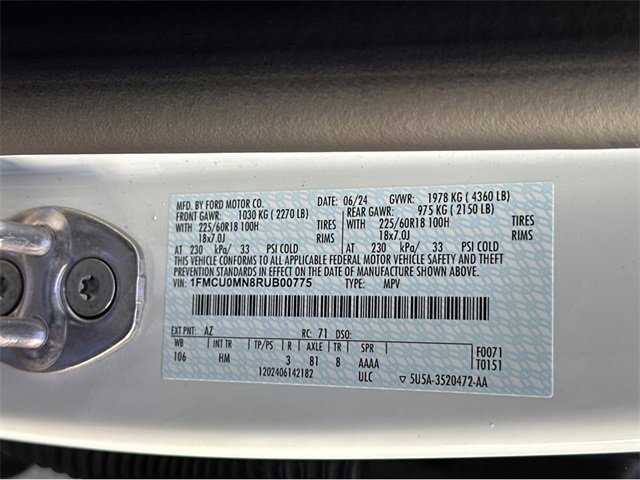 MFD. BY FORD MOTOR CO. DATE: 06/24 GVWR: 1978 KG ( 4360 LB)
FRONT GAWR: 1030 KG ( 2270 LB) REAR GAWR: 975 KG ( 2150 LB)
WITH 225/60R18 100H TIRES WITH 225/60R18 100H TIRES
18x7.0J RIMS 18x7.0J RIMS
AT 230 kPa/ 33 PSI COLD AT 230 kPa/ 33 PSI COLD
THIS VEHICLE CONFORMS TO ALL APPLICABLE FEDERAL MOTOR VEHICLE SAFETY AND THEFT
PREVENTION STANDARDS IN EFFECT ON THE DATE OF MANUFACTURE SHOWN ABOVE.
VIN: 1FMCU0MN8RUB00775 TYPE: MPV
EXT PNT: AZ RC: 71 DSO:
WB INT TR TP/PS R AXLE TR SPR F0071
106 HM 3 81 8 AAAA T0151
1202406142182 ULC ▽ 5U5A-3520472-AA